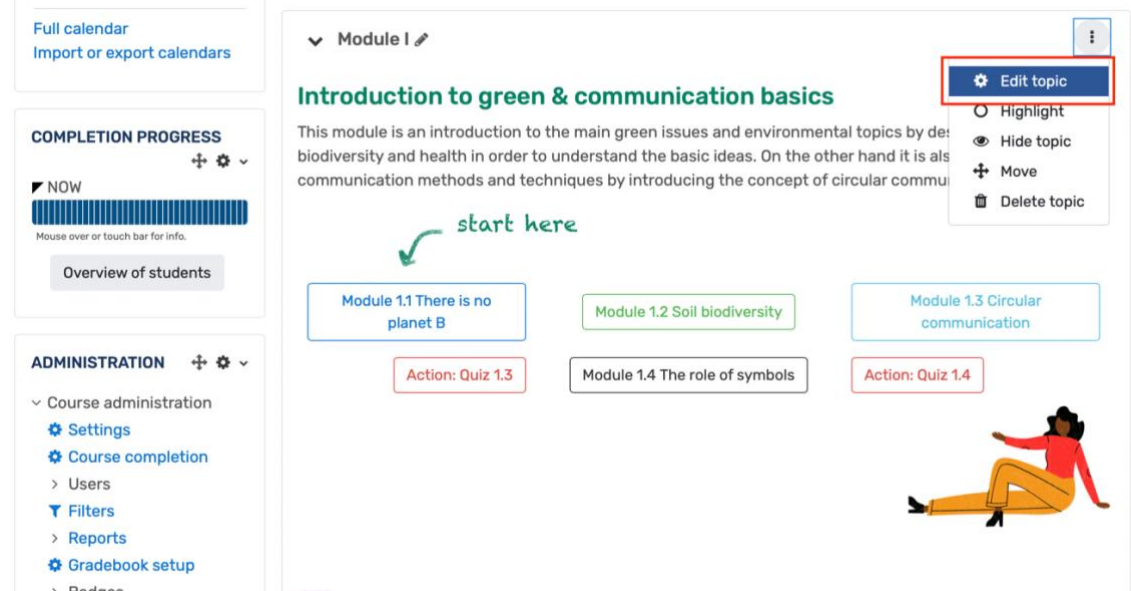 Full calendar
Import or export calendars
COMPLETION PROGRESS
NOW
Mouse over or touch bar for info.
Overview of students
ADMINISTRATION
Course administration
Settings
Course completion
Users
Filters
Reports
Gradebook setup
Module I
Edit topic
Highlight
Hide topic
Move
Delete topic
Introduction to green & communication basics
This module is an introduction to the main green issues and environmental topics by
biodiversity and health in order to understand the basic ideas. On the other hand it is
communication methods and techniques by introducing the concept of circular
start here
Module 1.1 There is no
planet B
Module 1.2 Soil biodiversity
Module 1.3 Circular
communication
Action: Quiz 1.3
Module 1.4 The role of symbols
Action: Quiz 1.4